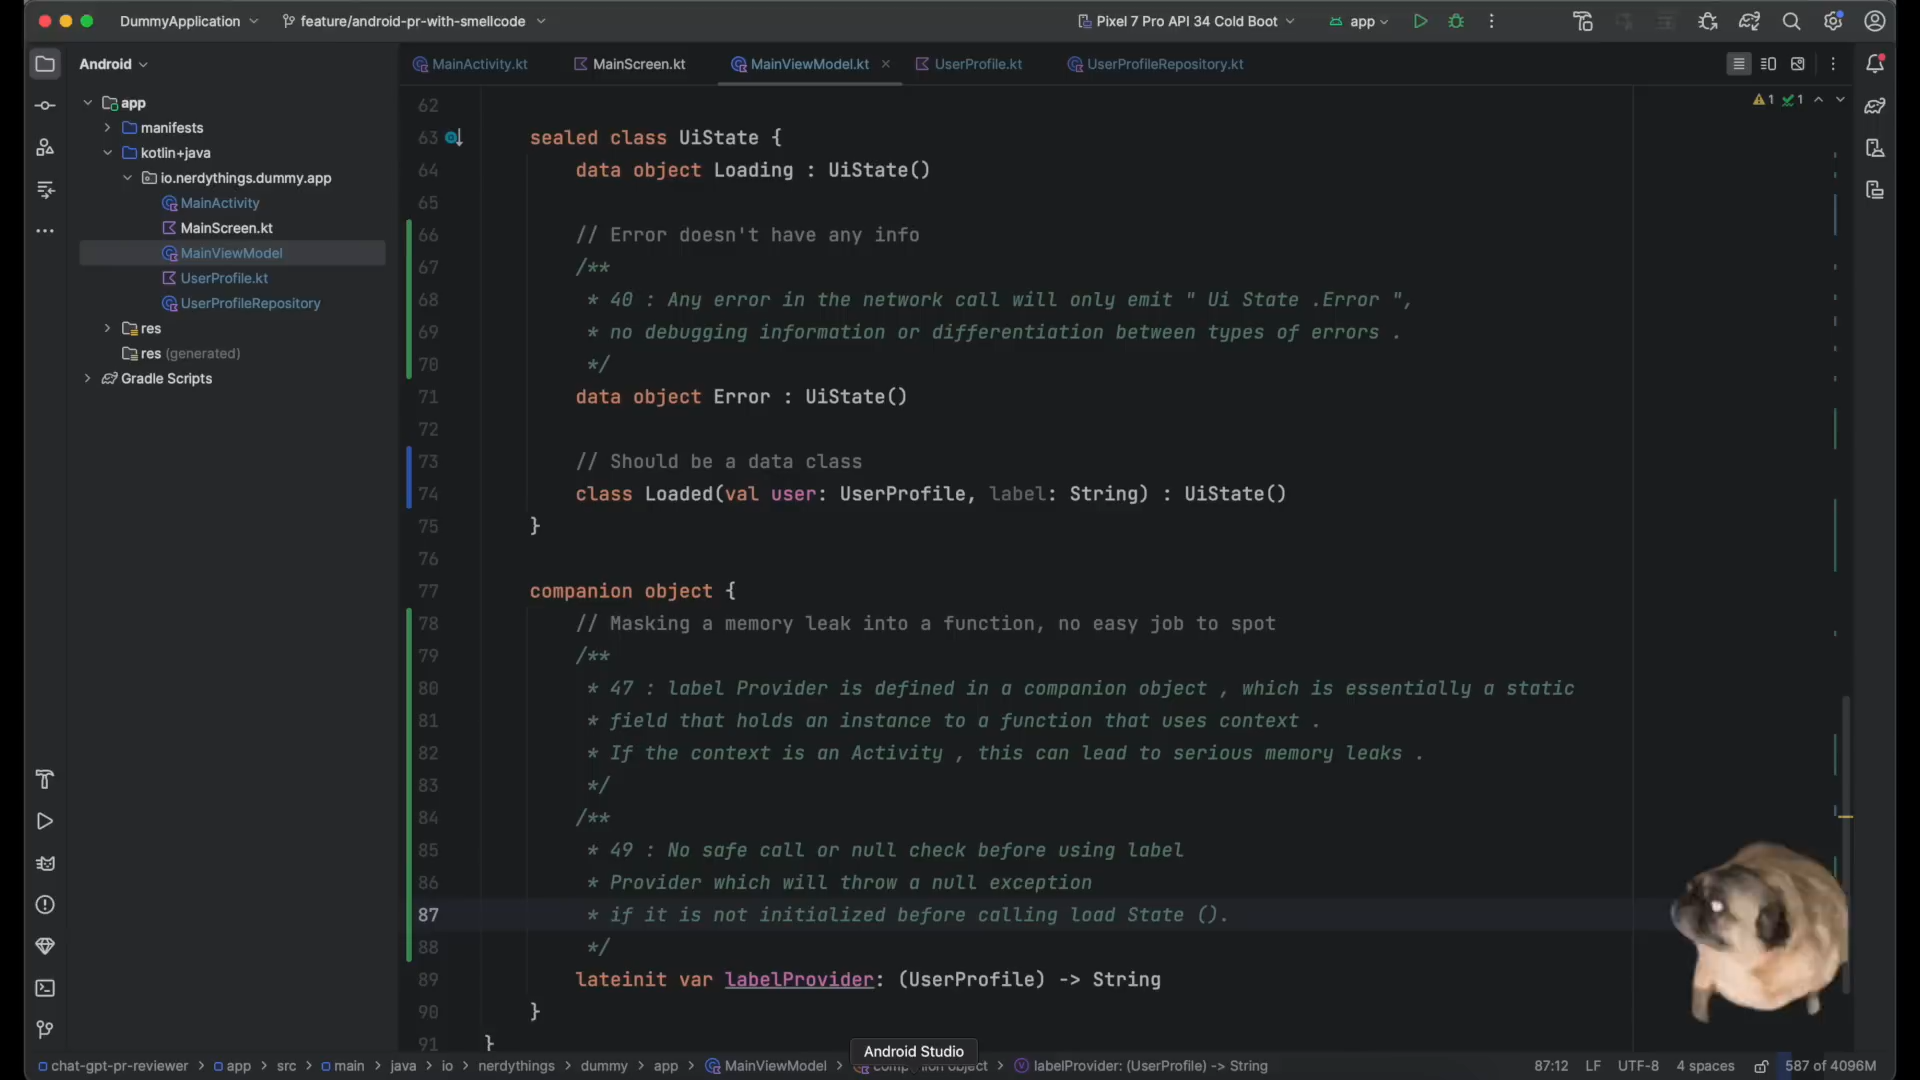 DummyApplication
feature/android-pr-with-smellcode
Pixel 7 Pro API 34 Cold Boot
app
Android
MainActivity.kt
MainScreen.kt
MainViewModel.kt
UserProfile.kt
UserProfileRepository.kt
app
manifests
kotlin+java
io.nerdythings.dummy.app
MainActivity
MainScreen.kt
MainViewModel
UserProfile.kt
UserProfileRepository
res
res (generated)
Gradle Scripts
1 1
62
63 sealed class UiState {
64 data object Loading : UiState()
65
66 // Error doesn't have any info
67 /**
68 * 40 : Any error in the network call will only emit " Ui State .Error ",
69 * no debugging information or differentiation between types of errors .
70 */
71 data object Error : UiState()
72
73 // Should be a data class
74 class Loaded(val user: UserProfile, label: String) : UiState()
75 }
76
77 companion object {
78 // Masking a memory leak into a function, no easy job to spot
79 /**
80 * 47 : label Provider is defined in a companion object , which is essentially a static
81 * field that holds an instance to a function that uses context .
82 * If the context is an Activity , this can lead to serious memory leaks .
83 */
84 /**
85 * 49 : No safe call or null check before using label
86 * Provider which will throw a null exception
87 * if it is not initialized before calling load State ().
88 */
89 lateinit var labelProvider: (UserProfile) -> String
90 }
91 }
Android Studio
chat-gpt-pr-reviewer > app > src > main > java > io > nerdythings > dummy > app > MainViewModel > object > labelProvider: (UserProfile) -> String
87:12 LF UTF-8 4 spaces 587 of 4096M